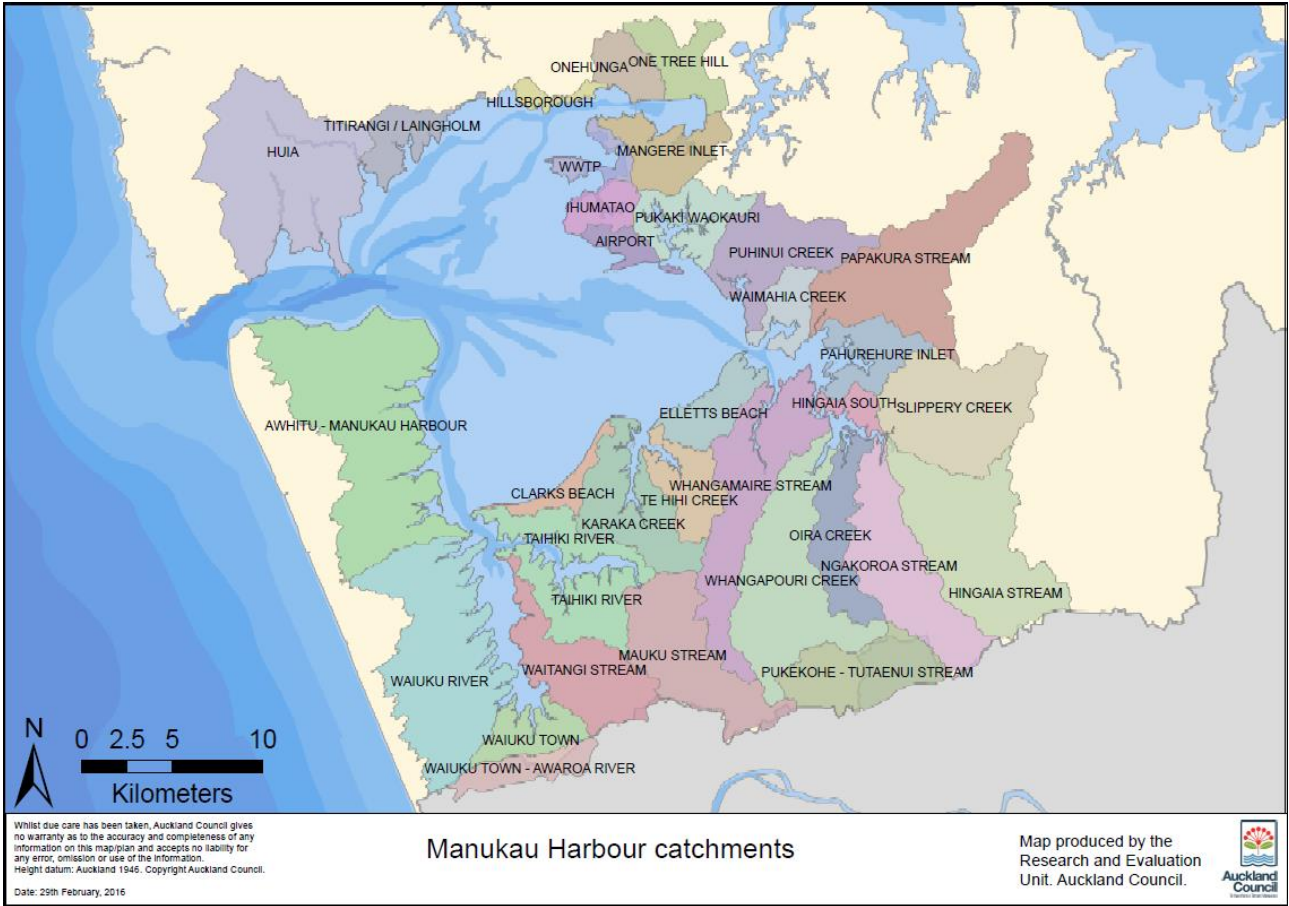 ONEHUNGA
ONE TREE HILL
HILLSBOROUGH
TITIRANGI / LAINGHOLM
HUIA
MANGERE INLET
WWTP
IHUMATAO
PUKAKI WAOKAURI
AIRPORT
PUHINUI CREEK
PAPAKURA STREAM
WAIMAHIA CREEK
PAHUREHURE INLET
ELLETTS BEACH
HINGAIA SOUTH
SLIPPERY CREEK
AWHITU - MANUKAU HARBOUR
WHANGAMAIRE STREAM
CLARKS BEACH
TE HIHI CREEK
KARAKA CREEK
TAIHIKI RIVER
OIRA CREEK
NGAKOROA STREAM
WHANGAPOURI CREEK
HINGAIA STREAM
TAIHIKI RIVER
MAUKU STREAM
WAITANGI STREAM
PUKEKOHE - TUTAENUI STREAM
WAIUKU RIVER
WAIUKU TOWN
WAIUKU TOWN - AWAROA RIVER
N
0 2.5 5 10
Kilometers
Whilst due care has been taken, Auckland Council gives
no warranty as to the accuracy and completeness of any
information on this map/plan and accepts no liability for
any error, omission or use of the information.
Height datum: Auckland 1946. Copyright Auckland Council.
Date: 29th February, 2016
Manukau Harbour catchments
Map produced by the
Research and Evaluation
Unit. Auckland Council.
Auckland
Council